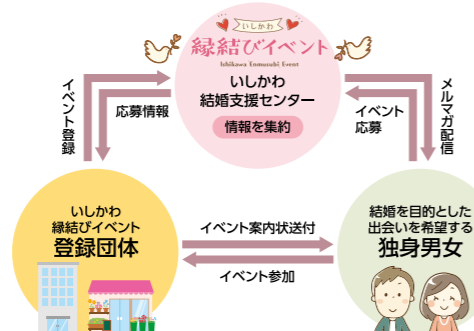 いしかわ
縁結びイベント
Ishikawa Enmusubi Event
いしかわ
結婚支援センター
情報を集約
イベント登録
応募情報
イベント
応募
メルマガ配信
いしかわ
縁結びイベント
登録団体
イベント案内状送付
イベント参加
結婚を目的とした
出会いを希望する
独身男女